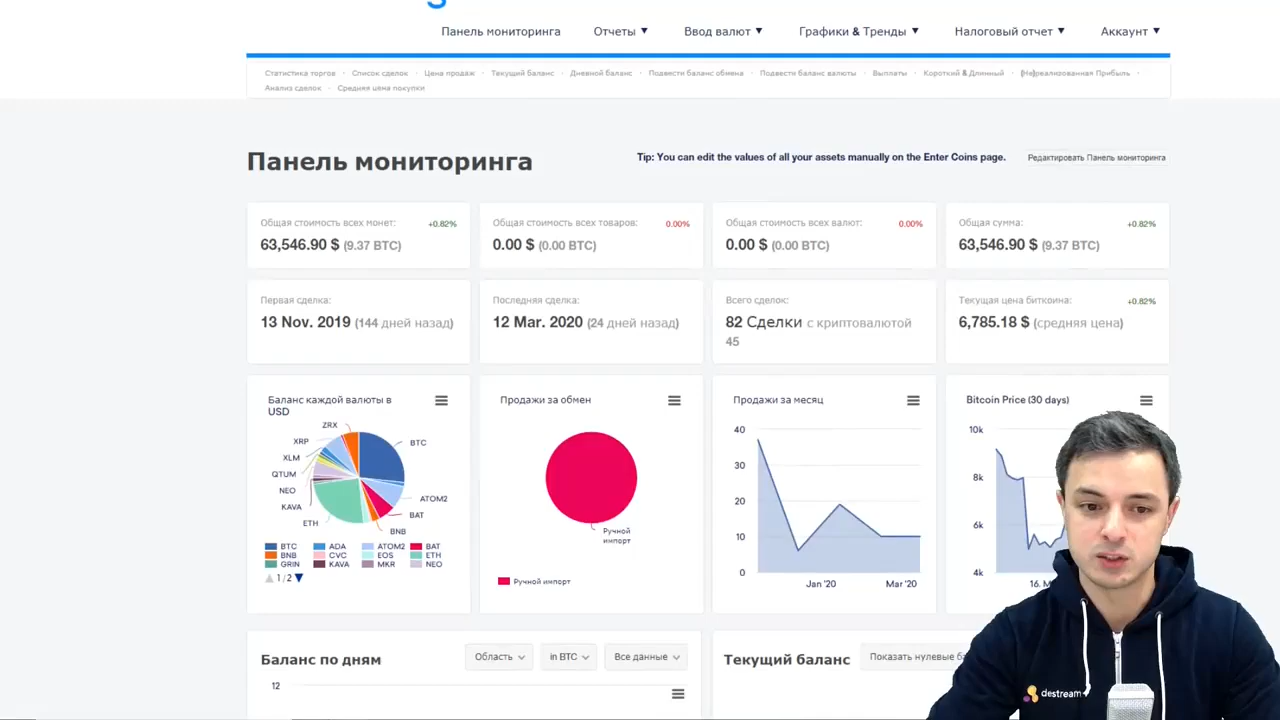 Панель мониторинга Отчеты ▼ Ввод валют ▼ Графики & Тренды ▼ Налоговый отчет ▼ Аккаунт ▼
Статистика торгов · Список сделок · Цена продаж · Текущий баланс · Дневной баланс · Подвести баланс обмена · Подвести баланс валюты · Выплаты · Короткий & Длинный · (Не)реализованная Прибыль ·
Анализ сделок · Средняя цена покупки
Панель мониторинга
Tip: You can edit the values of all your assets manually on the Enter Coins page.
Редактировать Панель мониторинга
Общая стоимость всех монет: +0.82%
63,546.90 $ (9.37 BTC)
Общая стоимость всех товаров: 0.00%
0.00 $ (0.00 BTC)
Общая стоимость всех валют: 0.00%
0.00 $ (0.00 BTC)
Общая сумма: +0.82%
63,546.90 $ (9.37 BTC)
Первая сделка:
13 Nov. 2019 (144 дней назад)
Последняя сделка:
12 Mar. 2020 (24 дней назад)
Всего сделок:
82 Сделки с криптовалютой
45
Текущая цена биткоина: +0.82%
6,785.18 $ (средняя цена)
Баланс каждой валюты в
USD
ZRX
XRP
BTC
XLM
QTUM
NEO
ATOM2
KAVA
BAT
ETH
BNB
BTC ADA ATOM2 BAT
BNB CVC EOS ETH
GRIN KAVA MKR NEO
1/2
Продажи за обмен
Ручной
импорт
Ручной импорт
Продажи за месяц
40
30
20
10
0
Jan '20 Mar '20
Bitcoin Price (30 days)
10k
8k
6k
4k
16. M
Баланс по дням
Область in BTC Все данные
12
Текущий баланс
Показать нулевые ба
destream